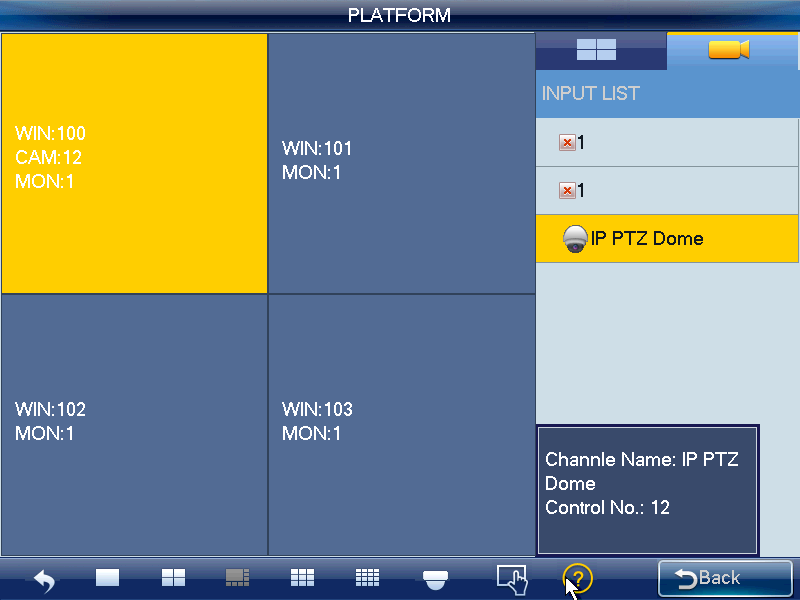 PLATFORM
WIN:100
CAM:12
MON:1
WIN:101
MON:1
WIN:102
MON:1
WIN:103
MON:1
INPUT LIST
1
1
IP PTZ Dome
Channle Name: IP PTZ
Dome
Control No.: 12
?
Back